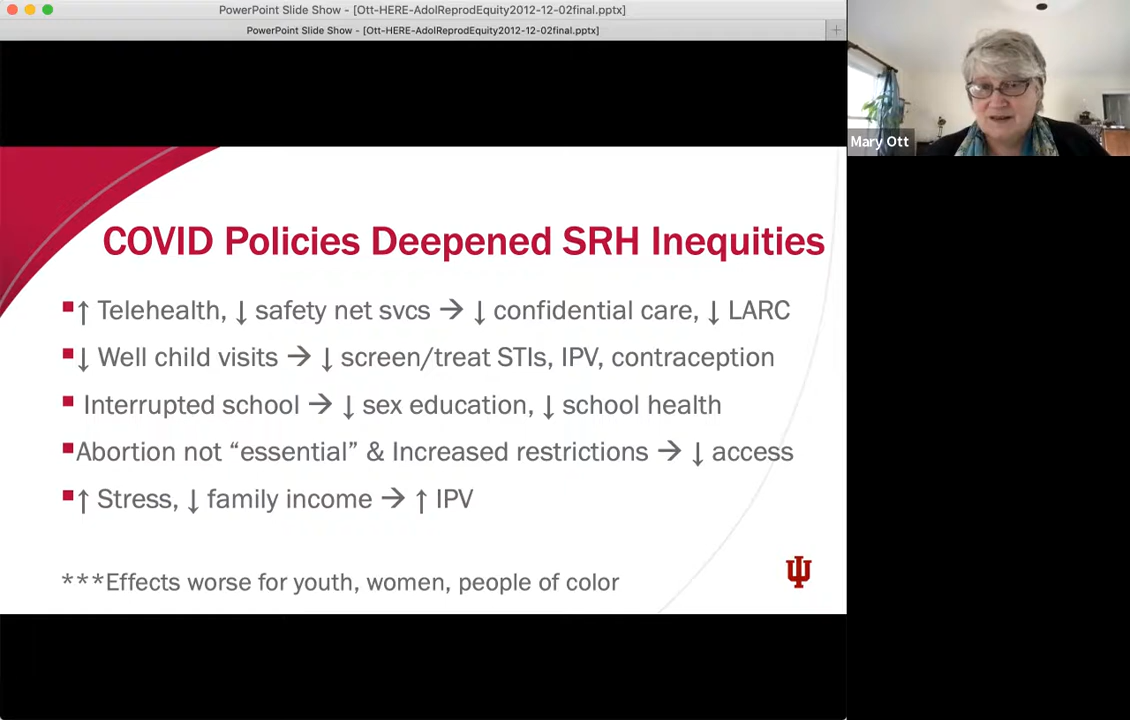 PowerPoint Slide Show - [Ott-HERE-AdolReprodEquity2012-12-02final.pptx]
PowerPoint Slide Show - [Ott-HERE-AdolReprodEquity2012-12-02final.pptx]
Mary Ott
COVID Policies Deepened SRH Inequities
↑ Telehealth, ↓ safety net svcs → ↓ confidential care, ↓ LARC
↓ Well child visits → ↓ screen/treat STIs, IPV, contraception
Interrupted school → ↓ sex education, ↓ school health
Abortion not “essential” & Increased restrictions → ↓ access
↑ Stress, ↓ family income → ↑ IPV
***Effects worse for youth, women, people of color